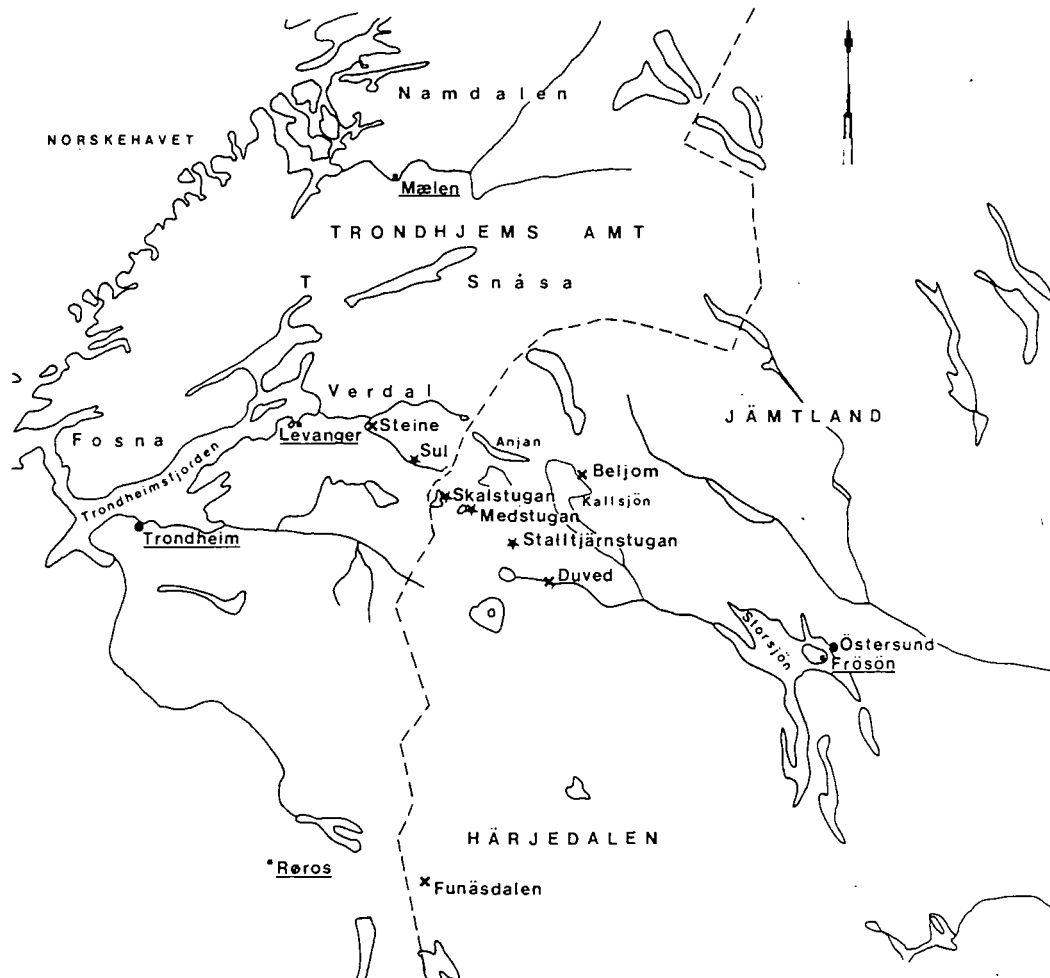 Namdalen
NORSKEHAVET
Mælen
TRONDHJEMS AMT
T
Snåsa
Verdal
JÄMTLAND
Fosna
Levanger
Steine
Anjan
Sul
Trondheimsfjorden
Beljom
Skalstugan
Kallsjön
Medstugan
Trondheim
Stalltjärnstugan
Duved
Storsjön
Östersund
Frösön
HÄRJEDALEN
Røros
Funäsdalen